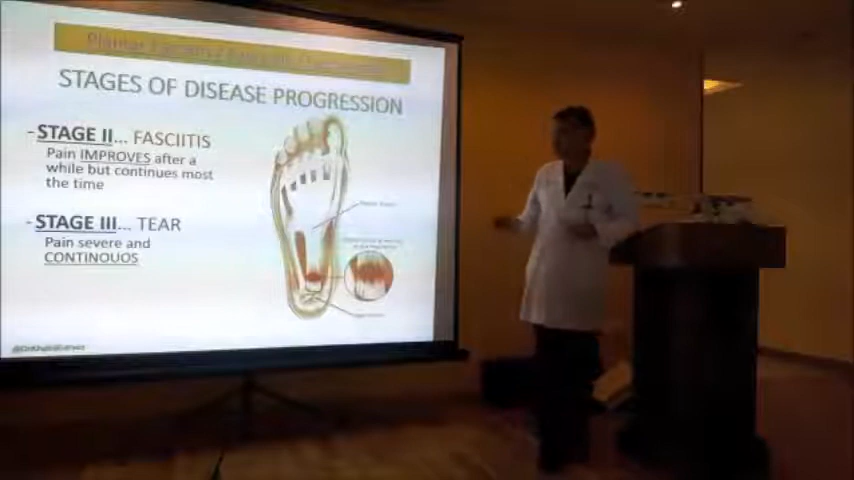 STAGES OF DISEASE PROGRESSION
-STAGE II... FASCIITIS
Pain IMPROVES after a
while but continues most
the time
-STAGE III... TEAR
Pain severe and
CONTINOUOS